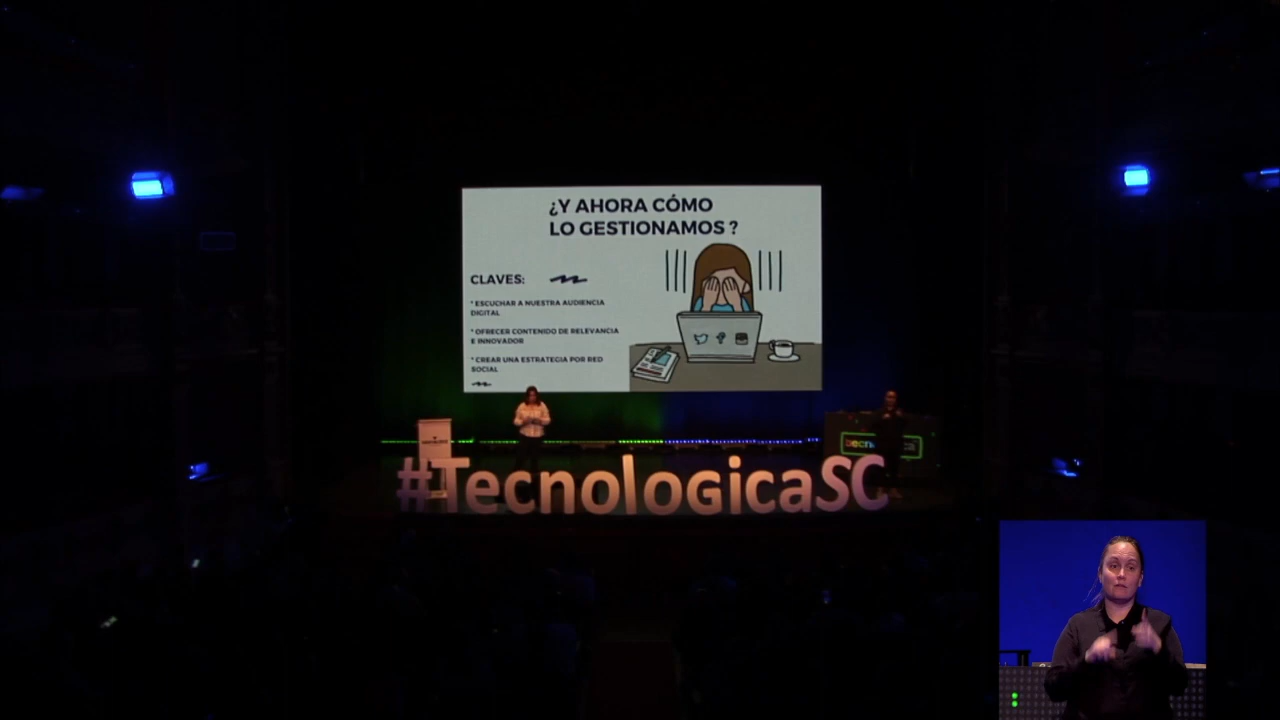 ¿Y AHORA CÓMO
LO GESTIONAMOS ?
CLAVES:
* ESCUCHAR A NUESTRA AUDIENCIA
DIGITAL
* OFRECER CONTENIDO DE RELEVANCIA
E INNOVADOR
* CREAR UNA ESTRATEGIA POR RED
SOCIAL
#TecnologicaSC